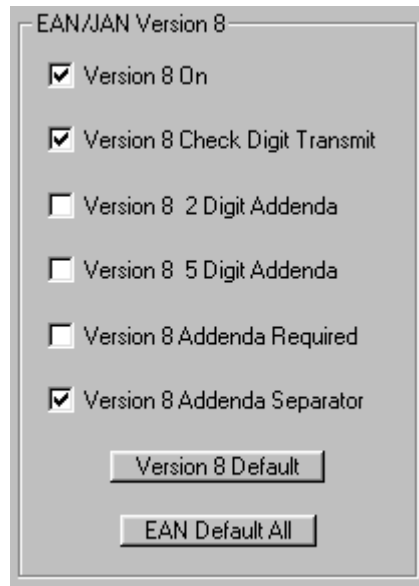 EAN/JAN Version 8
Version 8 On
Version 8 Check Digit Transmit
Version 8 2 Digit Addenda
Version 8 5 Digit Addenda
Version 8 Addenda Required
Version 8 Addenda Separator
Version 8 Default
EAN Default All